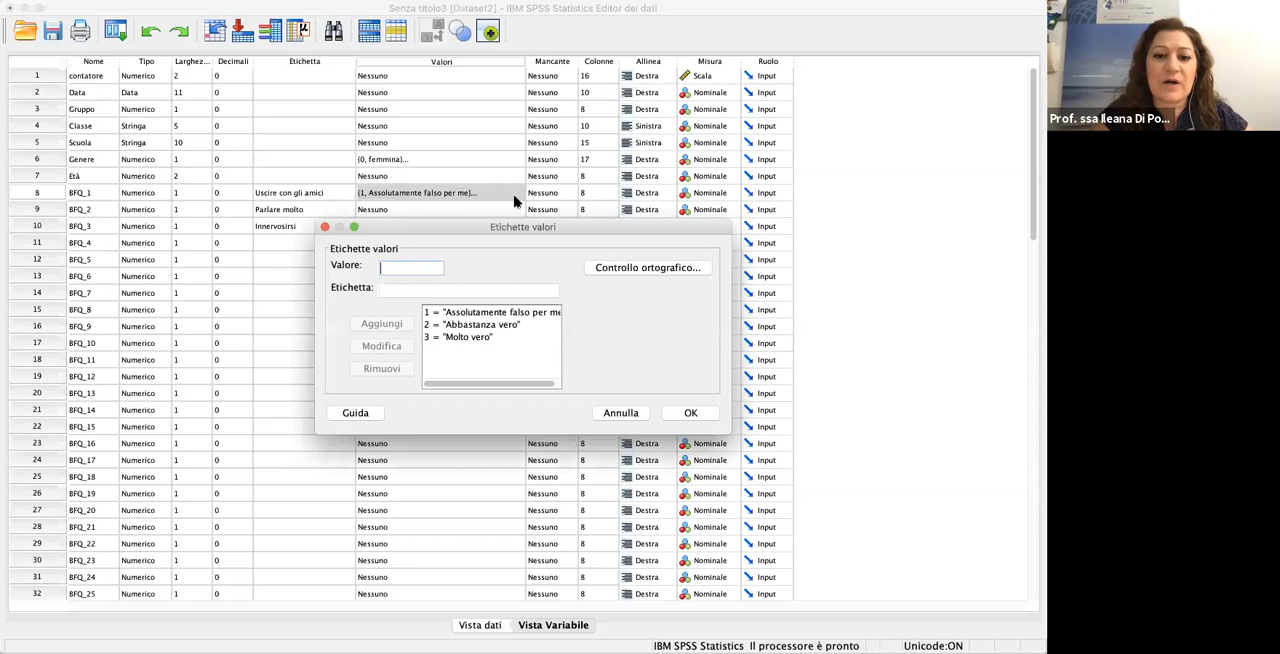 Senza titolo3 [Dataset2] - IBM SPSS Statistics Editor dei dati
Nome Tipo Larghez... Decimali Etichetta Valori Mancante Colonne Allinea Misura Ruolo
1 contatore Numerico 2 0 Nessuno Nessuno 16 Destra Scala Input
2 Data Data 11 0 Nessuno Nessuno 10 Destra Nominale Input
3 Gruppo Numerico 1 0 Nessuno Nessuno 8 Destra Nominale Input
4 Classe Stringa 5 0 Nessuno Nessuno 10 Sinistra Nominale Input
5 Scuola Stringa 10 0 Nessuno Nessuno 15 Sinistra Nominale Input
6 Genere Numerico 1 0 {0, femmina}... Nessuno 17 Destra Nominale Input
7 Età Numerico 2 0 Nessuno Nessuno 8 Destra Nominale Input
8 BFQ_1 Numerico 1 0 Uscire con gli amici {1, Assolutamente falso per me}... Nessuno 8 Destra Nominale Input
9 BFQ_2 Numerico 1 0 Parlare molto Nessuno Nessuno 8 Destra Nominale Input
10 BFQ_3 Numerico 1 0 Innervosirsi Input
11 BFQ_4 Numerico 1 0 Input
12 BFQ_5 Numerico 1 0 Input
13 BFQ_6 Numerico 1 0 Input
14 BFQ_7 Numerico 1 0 Input
15 BFQ_8 Numerico 1 0 Input
16 BFQ_9 Numerico 1 0 Input
17 BFQ_10 Numerico 1 0 Input
18 BFQ_11 Numerico 1 0 Input
19 BFQ_12 Numerico 1 0 Input
20 BFQ_13 Numerico 1 0 Input
21 BFQ_14 Numerico 1 0 Input
22 BFQ_15 Numerico 1 0 Input
23 BFQ_16 Numerico 1 0 Nessuno Nessuno 8 Destra Nominale Input
24 BFQ_17 Numerico 1 0 Nessuno Nessuno 8 Destra Nominale Input
25 BFQ_18 Numerico 1 0 Nessuno Nessuno 8 Destra Nominale Input
26 BFQ_19 Numerico 1 0 Nessuno Nessuno 8 Destra Nominale Input
27 BFQ_20 Numerico 1 0 Nessuno Nessuno 8 Destra Nominale Input
28 BFQ_21 Numerico 1 0 Nessuno Nessuno 8 Destra Nominale Input
29 BFQ_22 Numerico 1 0 Nessuno Nessuno 8 Destra Nominale Input
30 BFQ_23 Numerico 1 0 Nessuno Nessuno 8 Destra Nominale Input
31 BFQ_24 Numerico 1 0 Nessuno Nessuno 8 Destra Nominale Input
32 BFQ_25 Numerico 1 0 Nessuno Nessuno 8 Destra Nominale Input
Etichette valori
Etichette valori
Valore:
Controllo ortografico...
Etichetta:
1 = "Assolutamente falso per me
2 = "Abbastanza vero"
3 = "Molto vero"
Aggiungi
Modifica
Rimuovi
Guida
Annulla
OK
Vista dati Vista Variabile
IBM SPSS Statistics Il processore è pronto Unicode:ON
Prof. ssa Ileana Di Po...